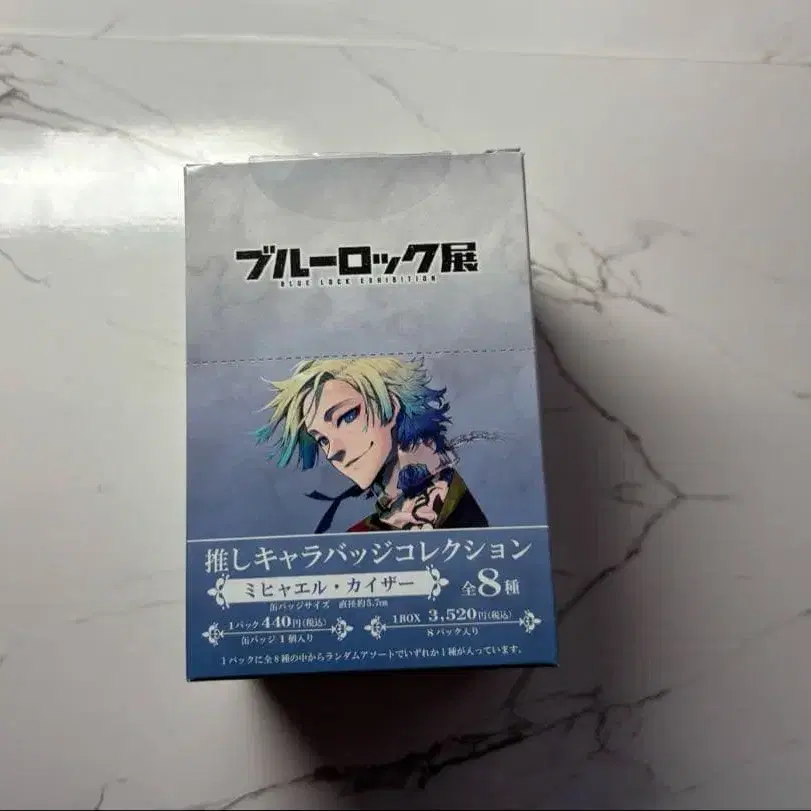 ブルーロック展
BLUE LOCK EXHIBITION
推しキャラバッジコレクション
ミヒャエル・カイザー
全8種
缶バッジサイズ 直径約5.7cm
1パック440円(税込)
缶バッジ1個入り
1BOX 3,520円(税込)
8パック入り
1パックに全8種の中からランダムアソートでいずれか1種が入っています。